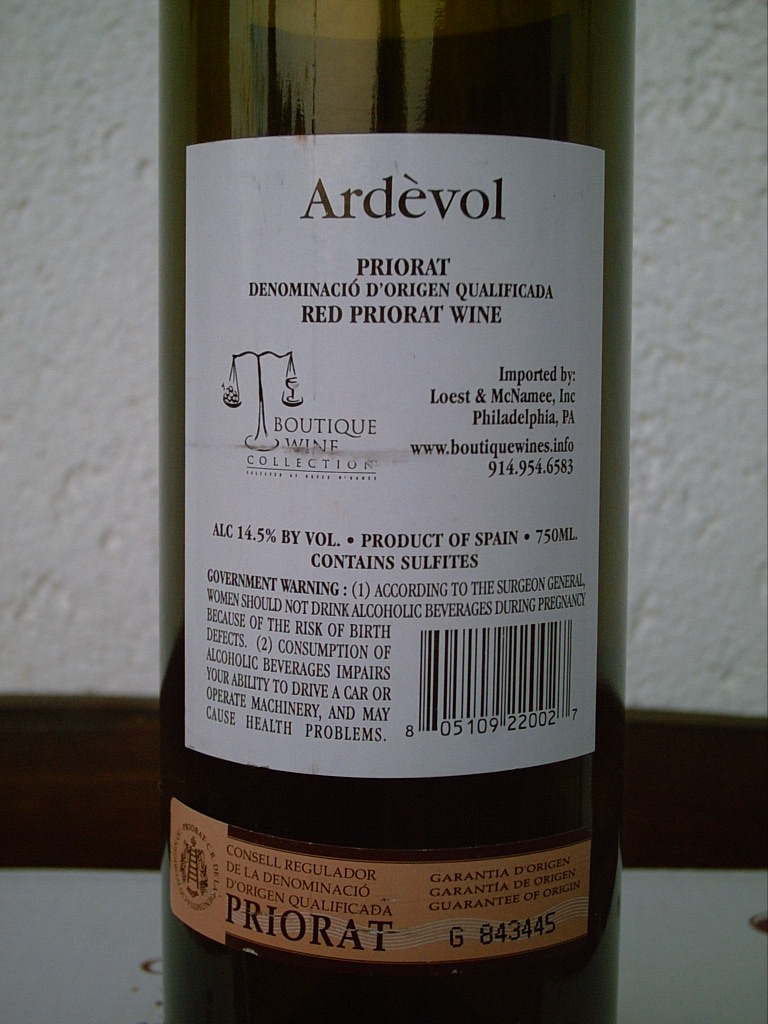 Ardèvol
PRIORAT
DENOMINACIÓ D'ORIGEN QUALIFICADA
RED PRIORAT WINE
BOUTIQUE
WINE
COLLECTION
Imported by:
Loest & McNamee, Inc
Philadelphia, PA
www.boutiquewines.info
914.954.6583
ALC 14.5% BY VOL. • PRODUCT OF SPAIN • 750ML.
CONTAINS SULFITES
GOVERNMENT WARNING : (1) ACCORDING TO THE SURGEON GENERAL,
WOMEN SHOULD NOT DRINK ALCOHOLIC BEVERAGES DURING PREGNANCY
BECAUSE OF THE RISK OF BIRTH
DEFECTS. (2) CONSUMPTION OF
ALCOHOLIC BEVERAGES IMPAIRS
YOUR ABILITY TO DRIVE A CAR OR
OPERATE MACHINERY, AND MAY
CAUSE HEALTH PROBLEMS.
8 05109 22002 7
CONSELL REGULADOR
DE LA DENOMINACIÓ
D'ORIGEN QUALIFICADA
PRIORAT
GARANTIA D'ORIGEN
GARANTÍA DE ORIGEN
GUARANTEE OF ORIGIN
G 843445